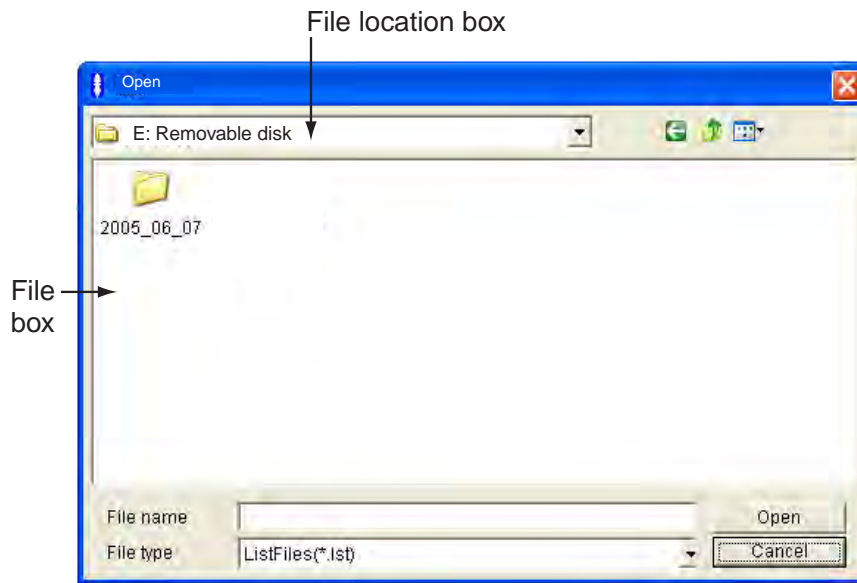 File location box
Open
E: Removable disk
2005_06_07
File
box
File name
Open
File type
ListFiles(*.lst)
Cancel